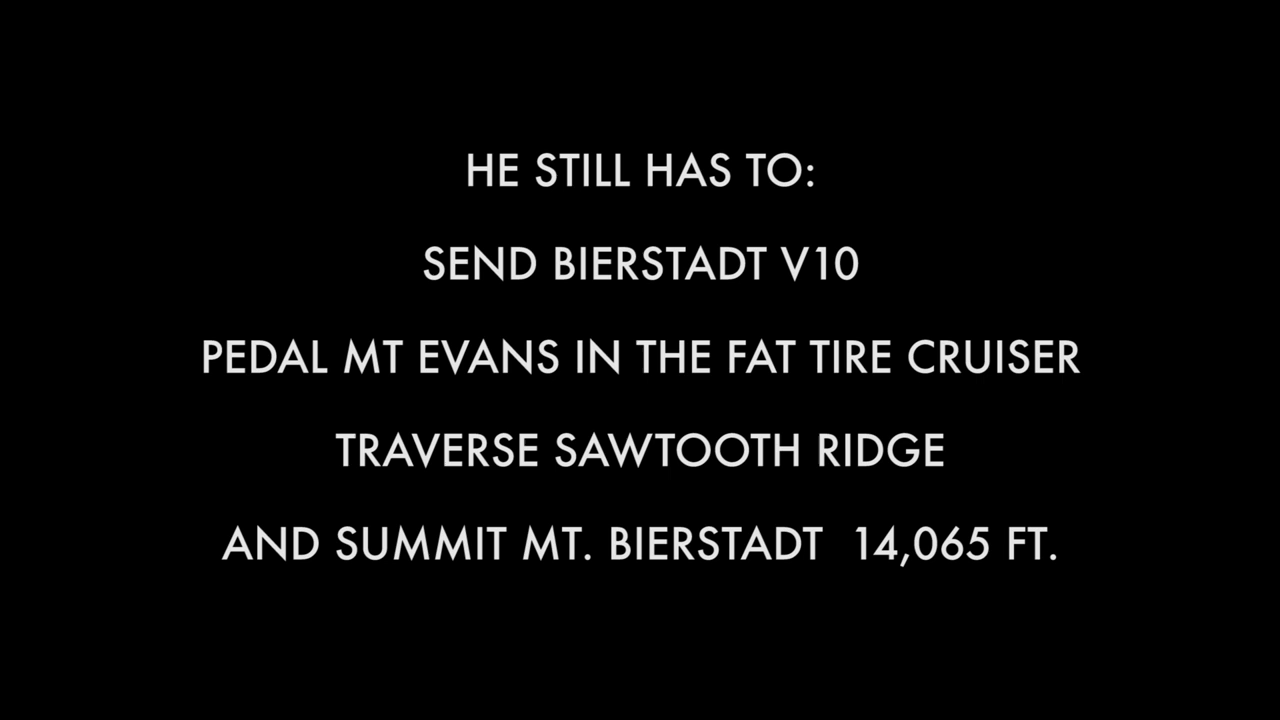 HE STILL HAS TO:
SEND BIERSTADT V10
PEDAL MT EVANS IN THE FAT TIRE CRUISER
TRAVERSE SAWTOOTH RIDGE
AND SUMMIT MT. BIERSTADT  14,065 FT.